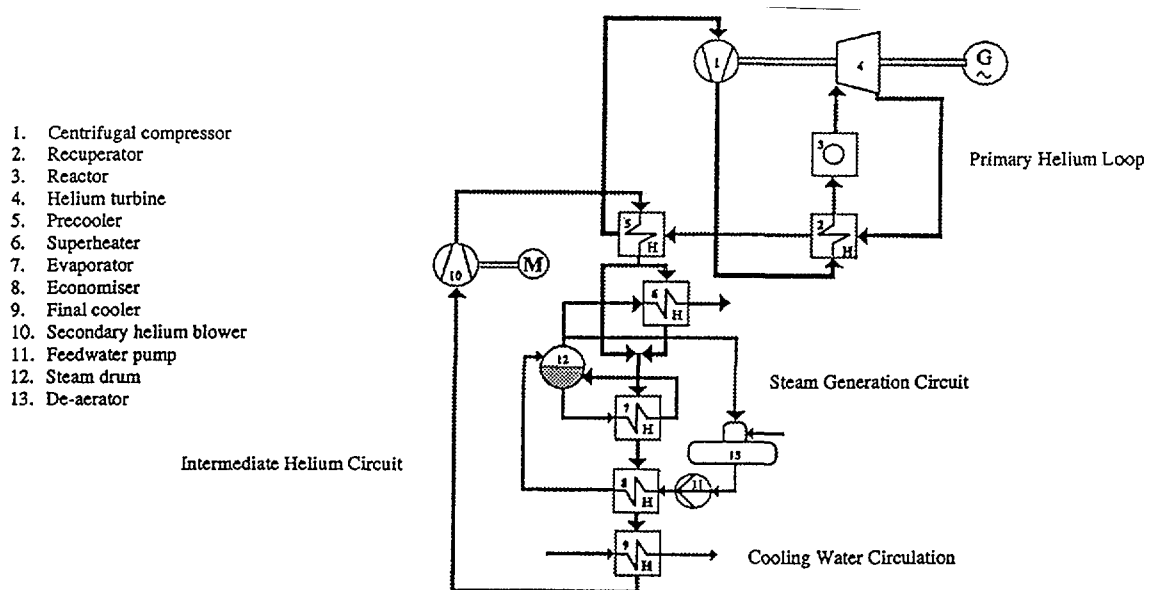 1. Centrifugal compressor
2. Recuperator
3. Reactor
4. Helium turbine
5. Precooler
6. Superheater
7. Evaporator
8. Economiser
9. Final cooler
10. Secondary helium blower
11. Feedwater pump
12. Steam drum
13. De-aerator
1
4
G
~
3
Primary Helium Loop
5
H
2
H
10
M
6
H
12
Steam Generation Circuit
7
H
13
Intermediate Helium Circuit
8
H
11
9
H
Cooling Water Circulation